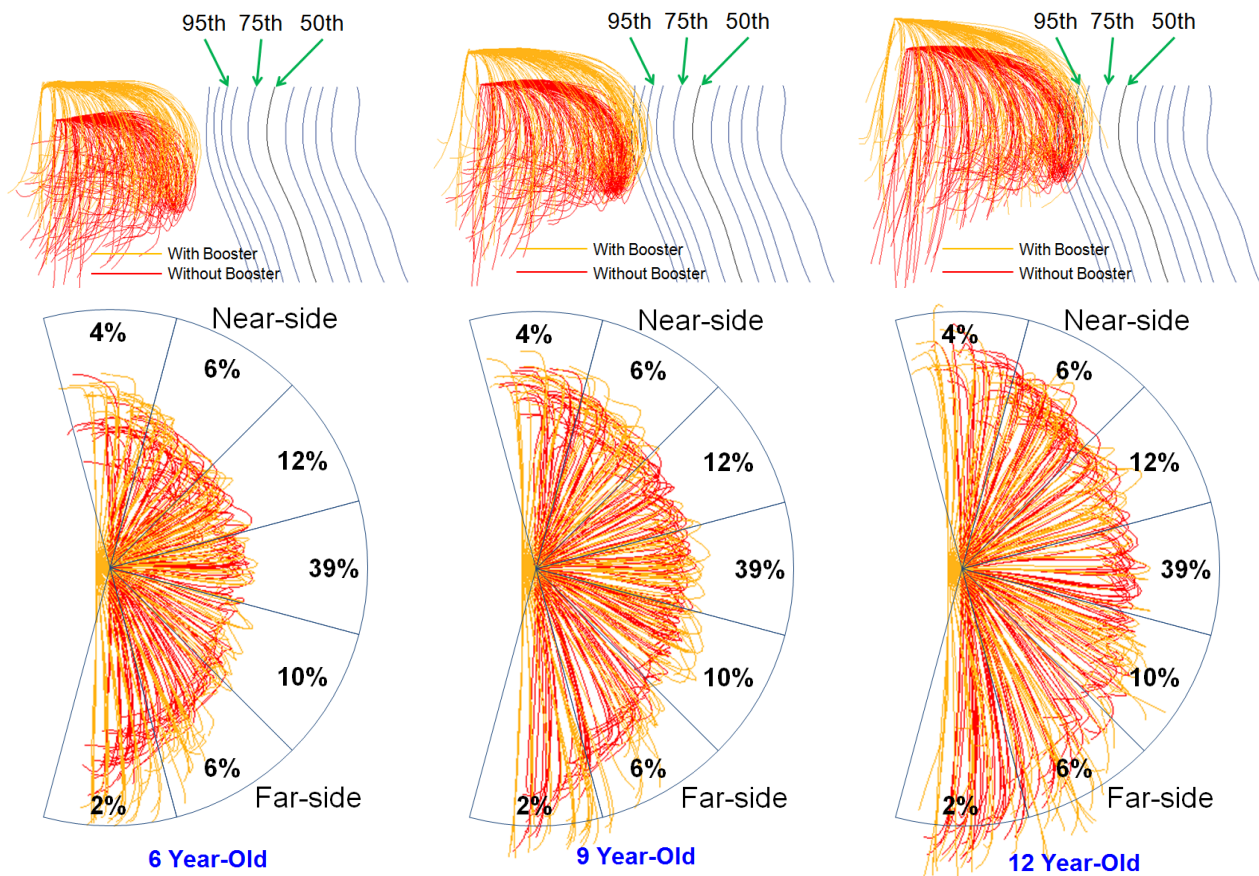 95th 75th 50th
With Booster
Without Booster
95th 75th 50th
With Booster
Without Booster
95th 75th 50th
With Booster
Without Booster
4%
Near-side
6%
12%
39%
10%
6%
Far-side
2%
6 Year-Old
4%
Near-side
6%
12%
39%
10%
6%
Far-side
2%
9 Year-Old
4%
Near-side
6%
12%
39%
10%
6%
Far-side
2%
12 Year-Old